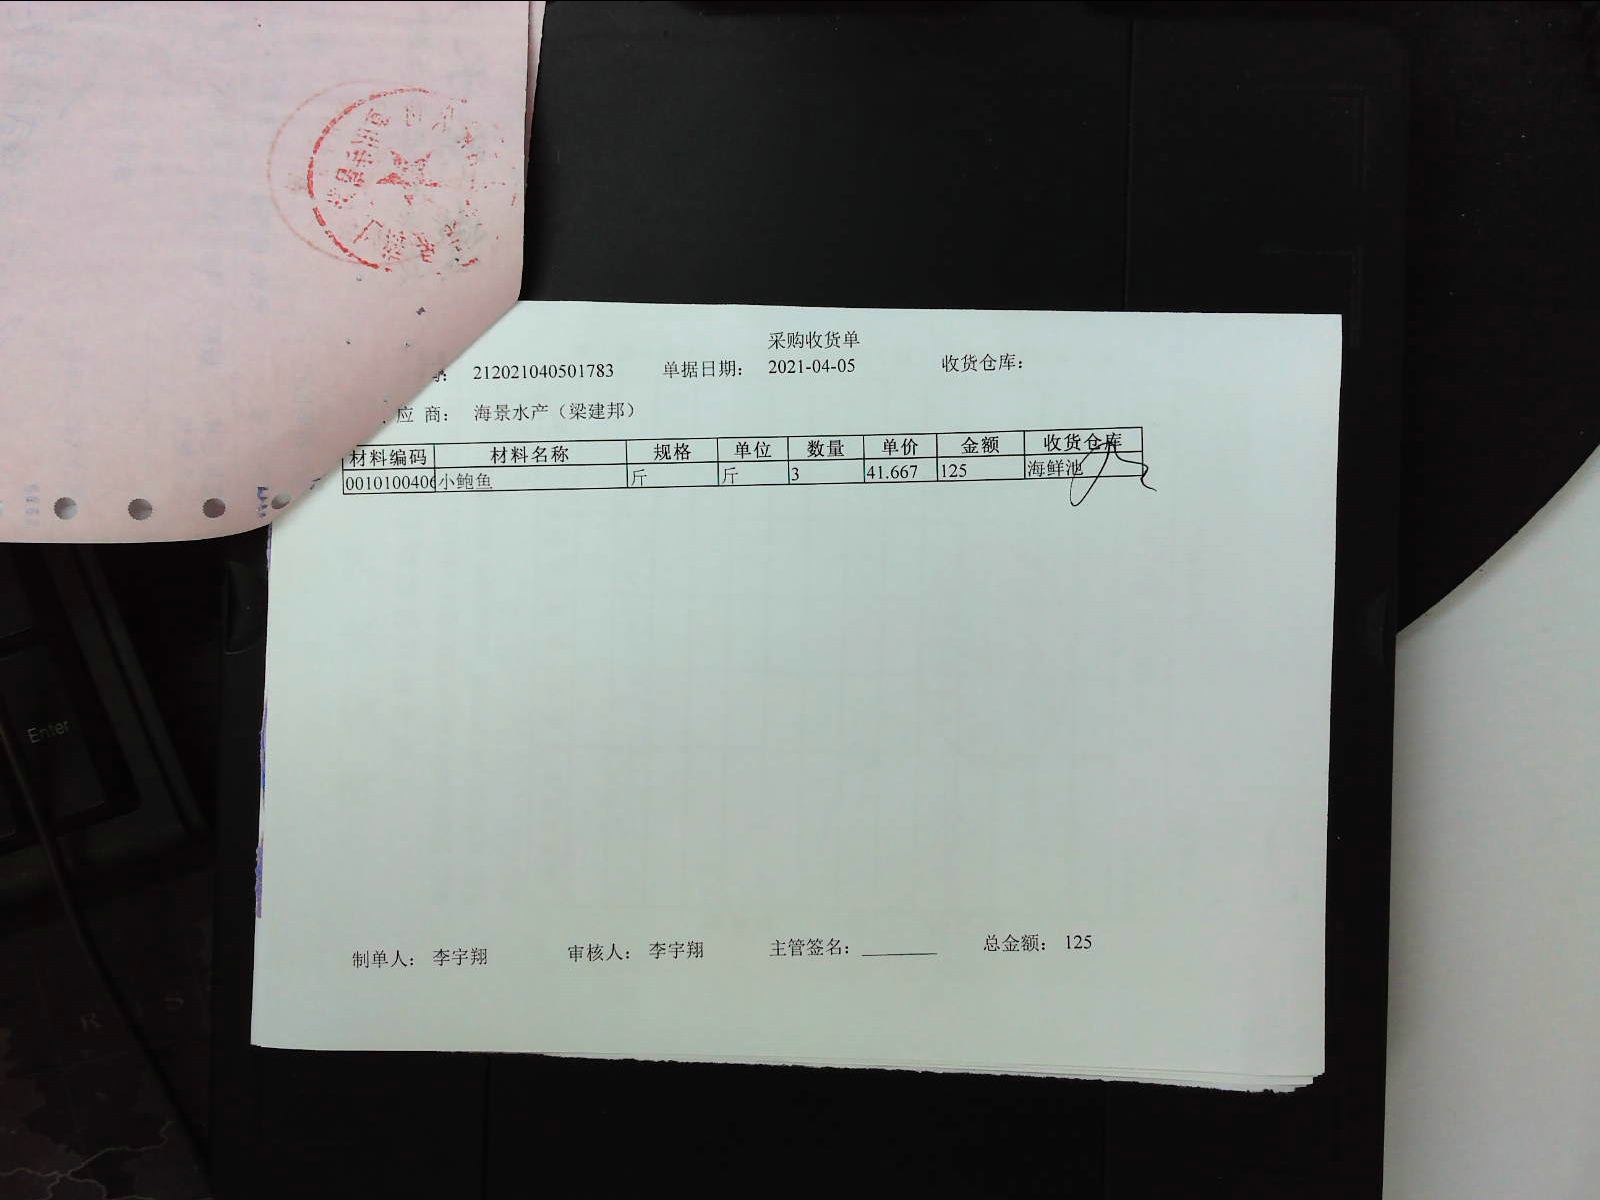 采购收货单
号: 212021040501783 单据日期: 2021-04-05 收货仓库:
应 商: 海景水产（梁建邦）
材料编码 材料名称 规格 单位 数量 单价 金额 收货仓库
0010100406 小鲍鱼 斤 斤 3 41.667 125 海鲜池
制单人: 李宇翔 审核人: 李宇翔 主管签名: 总金额: 125
Enter